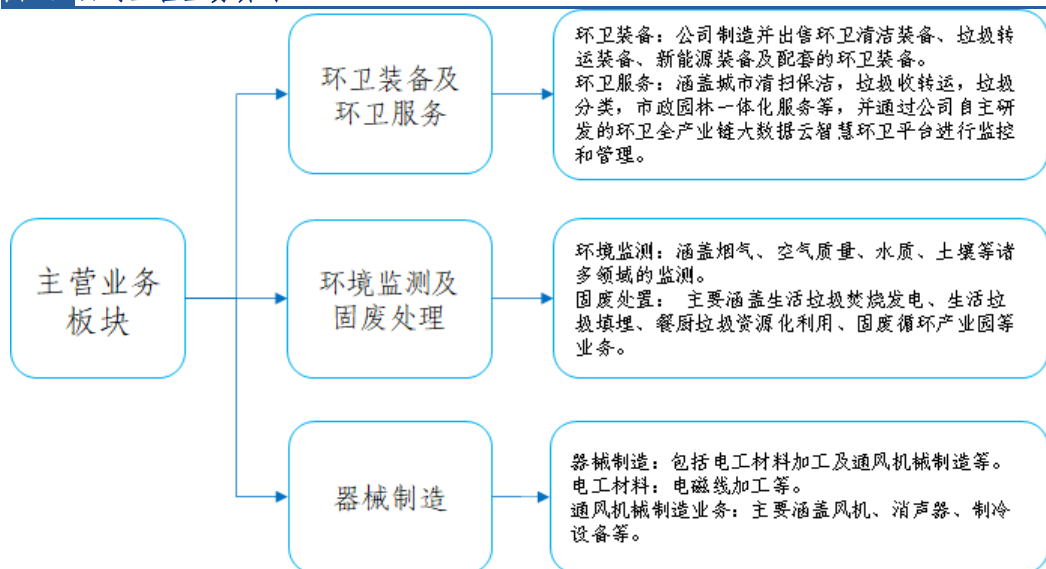 环卫装备及
环卫服务
环卫装备：公司制造并出售环卫清洁装备、垃圾转
运装备、新能源装备及配套的环卫装备。
环卫服务：涵盖城市清扫保洁，垃圾收转运，垃圾
分类，市政园林一体化服务等，并通过公司自主研
发的环卫全产业链大数据云智慧环卫平台进行监控
和管理。
主营业务
板块
环境监测及
固废处理
环境监测：涵盖烟气、空气质量、水质、土壤等诸
多领域的监测。
固废处置： 主要涵盖生活垃圾焚烧发电、生活垃
圾填埋、餐厨垃圾资源化利用、固废循环产业园等
业务。
器械制造
器械制造：包括电工材料加工及通风机械制造等。
电工材料：电磁线加工等。
通风机械制造业务：主要涵盖风机、消声器、制冷
设备等。